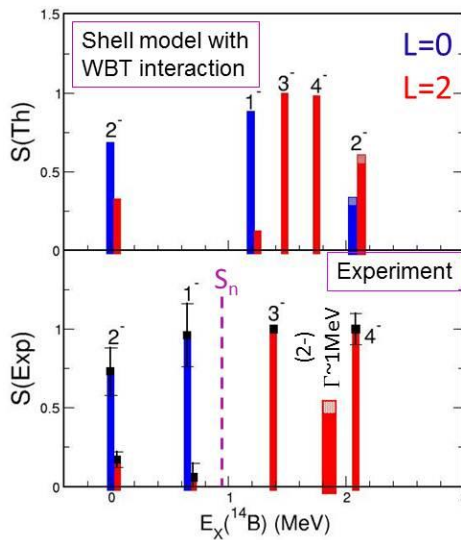 1.5
Shell model with
WBT interaction
L=0
L=2
S(Th)
1
0.5
0
2-
1-
3-
4-
2-
Experiment
Sn
S(Exp)
1
0.5
0
2-
1-
3-
(2-)
Γ~1MeV
4-
0 1 2
Ex(14B) (MeV)